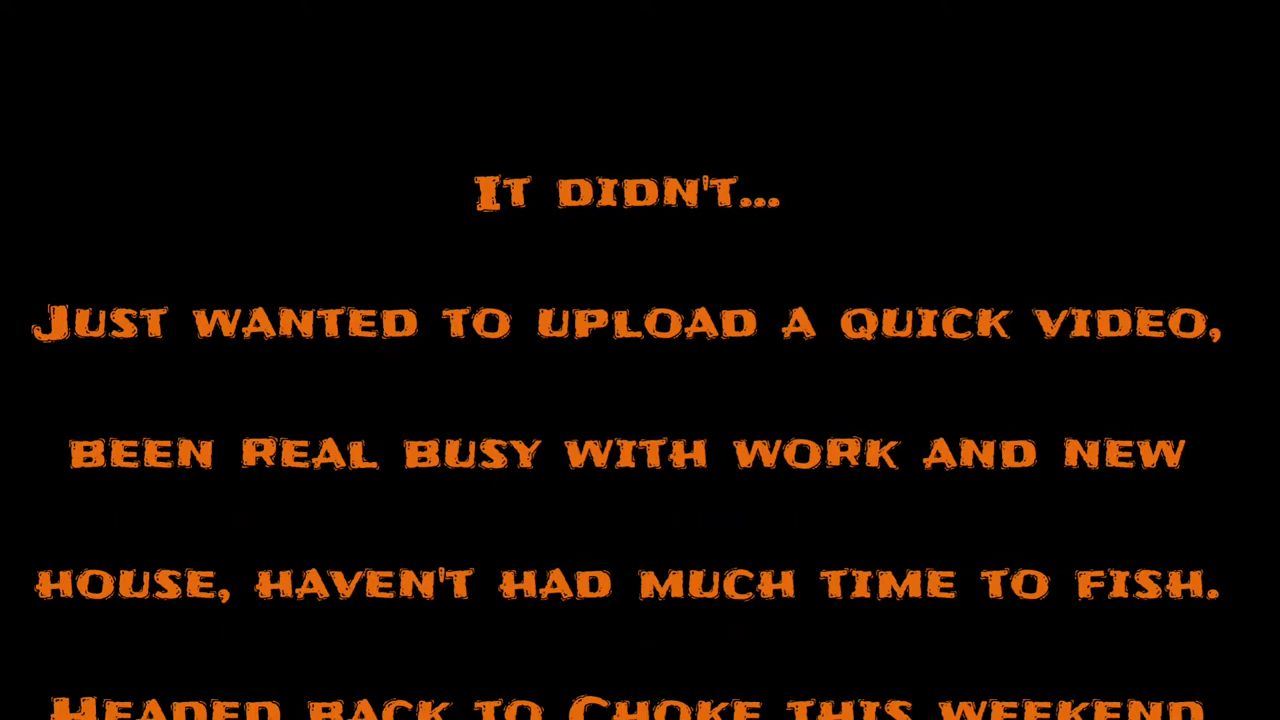 It didn't...
Just wanted to upload a quick video,
been real busy with work and new
house, haven't had much time to fish.
Headed back to Choke this weekend